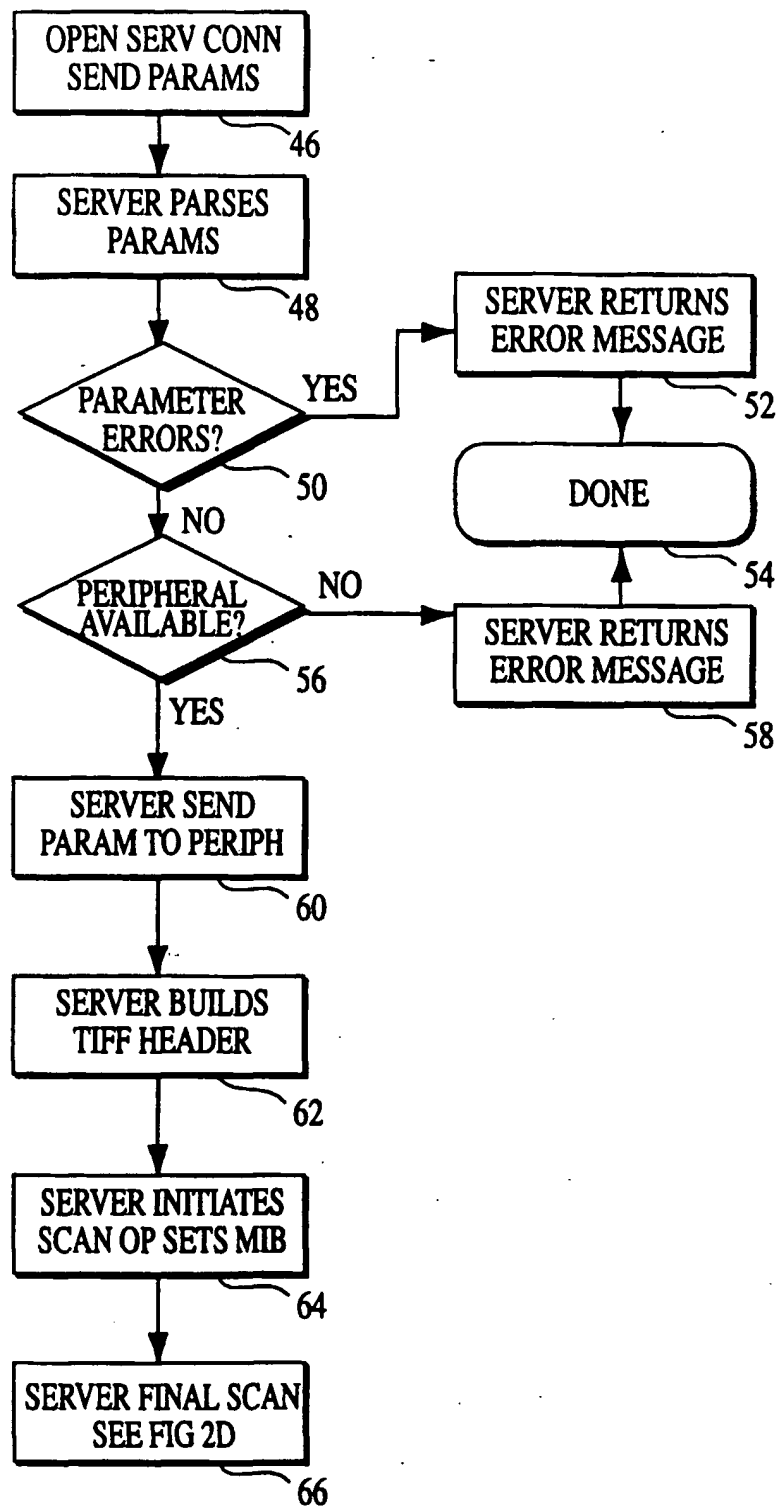 OPEN SERV CONN
SEND PARAMS
46
SERVER PARSES
PARAMS
48
PARAMETER
ERRORS?
50
YES
SERVER RETURNS
ERROR MESSAGE
52
DONE
54
NO
PERIPHERAL
AVAILABLE?
56
NO
SERVER RETURNS
ERROR MESSAGE
58
YES
SERVER SEND
PARAM TO PERIPH
60
SERVER BUILDS
TIFF HEADER
62
SERVER INITIATES
SCAN OP SETS MIB
64
SERVER FINAL SCAN
SEE FIG 2D
66